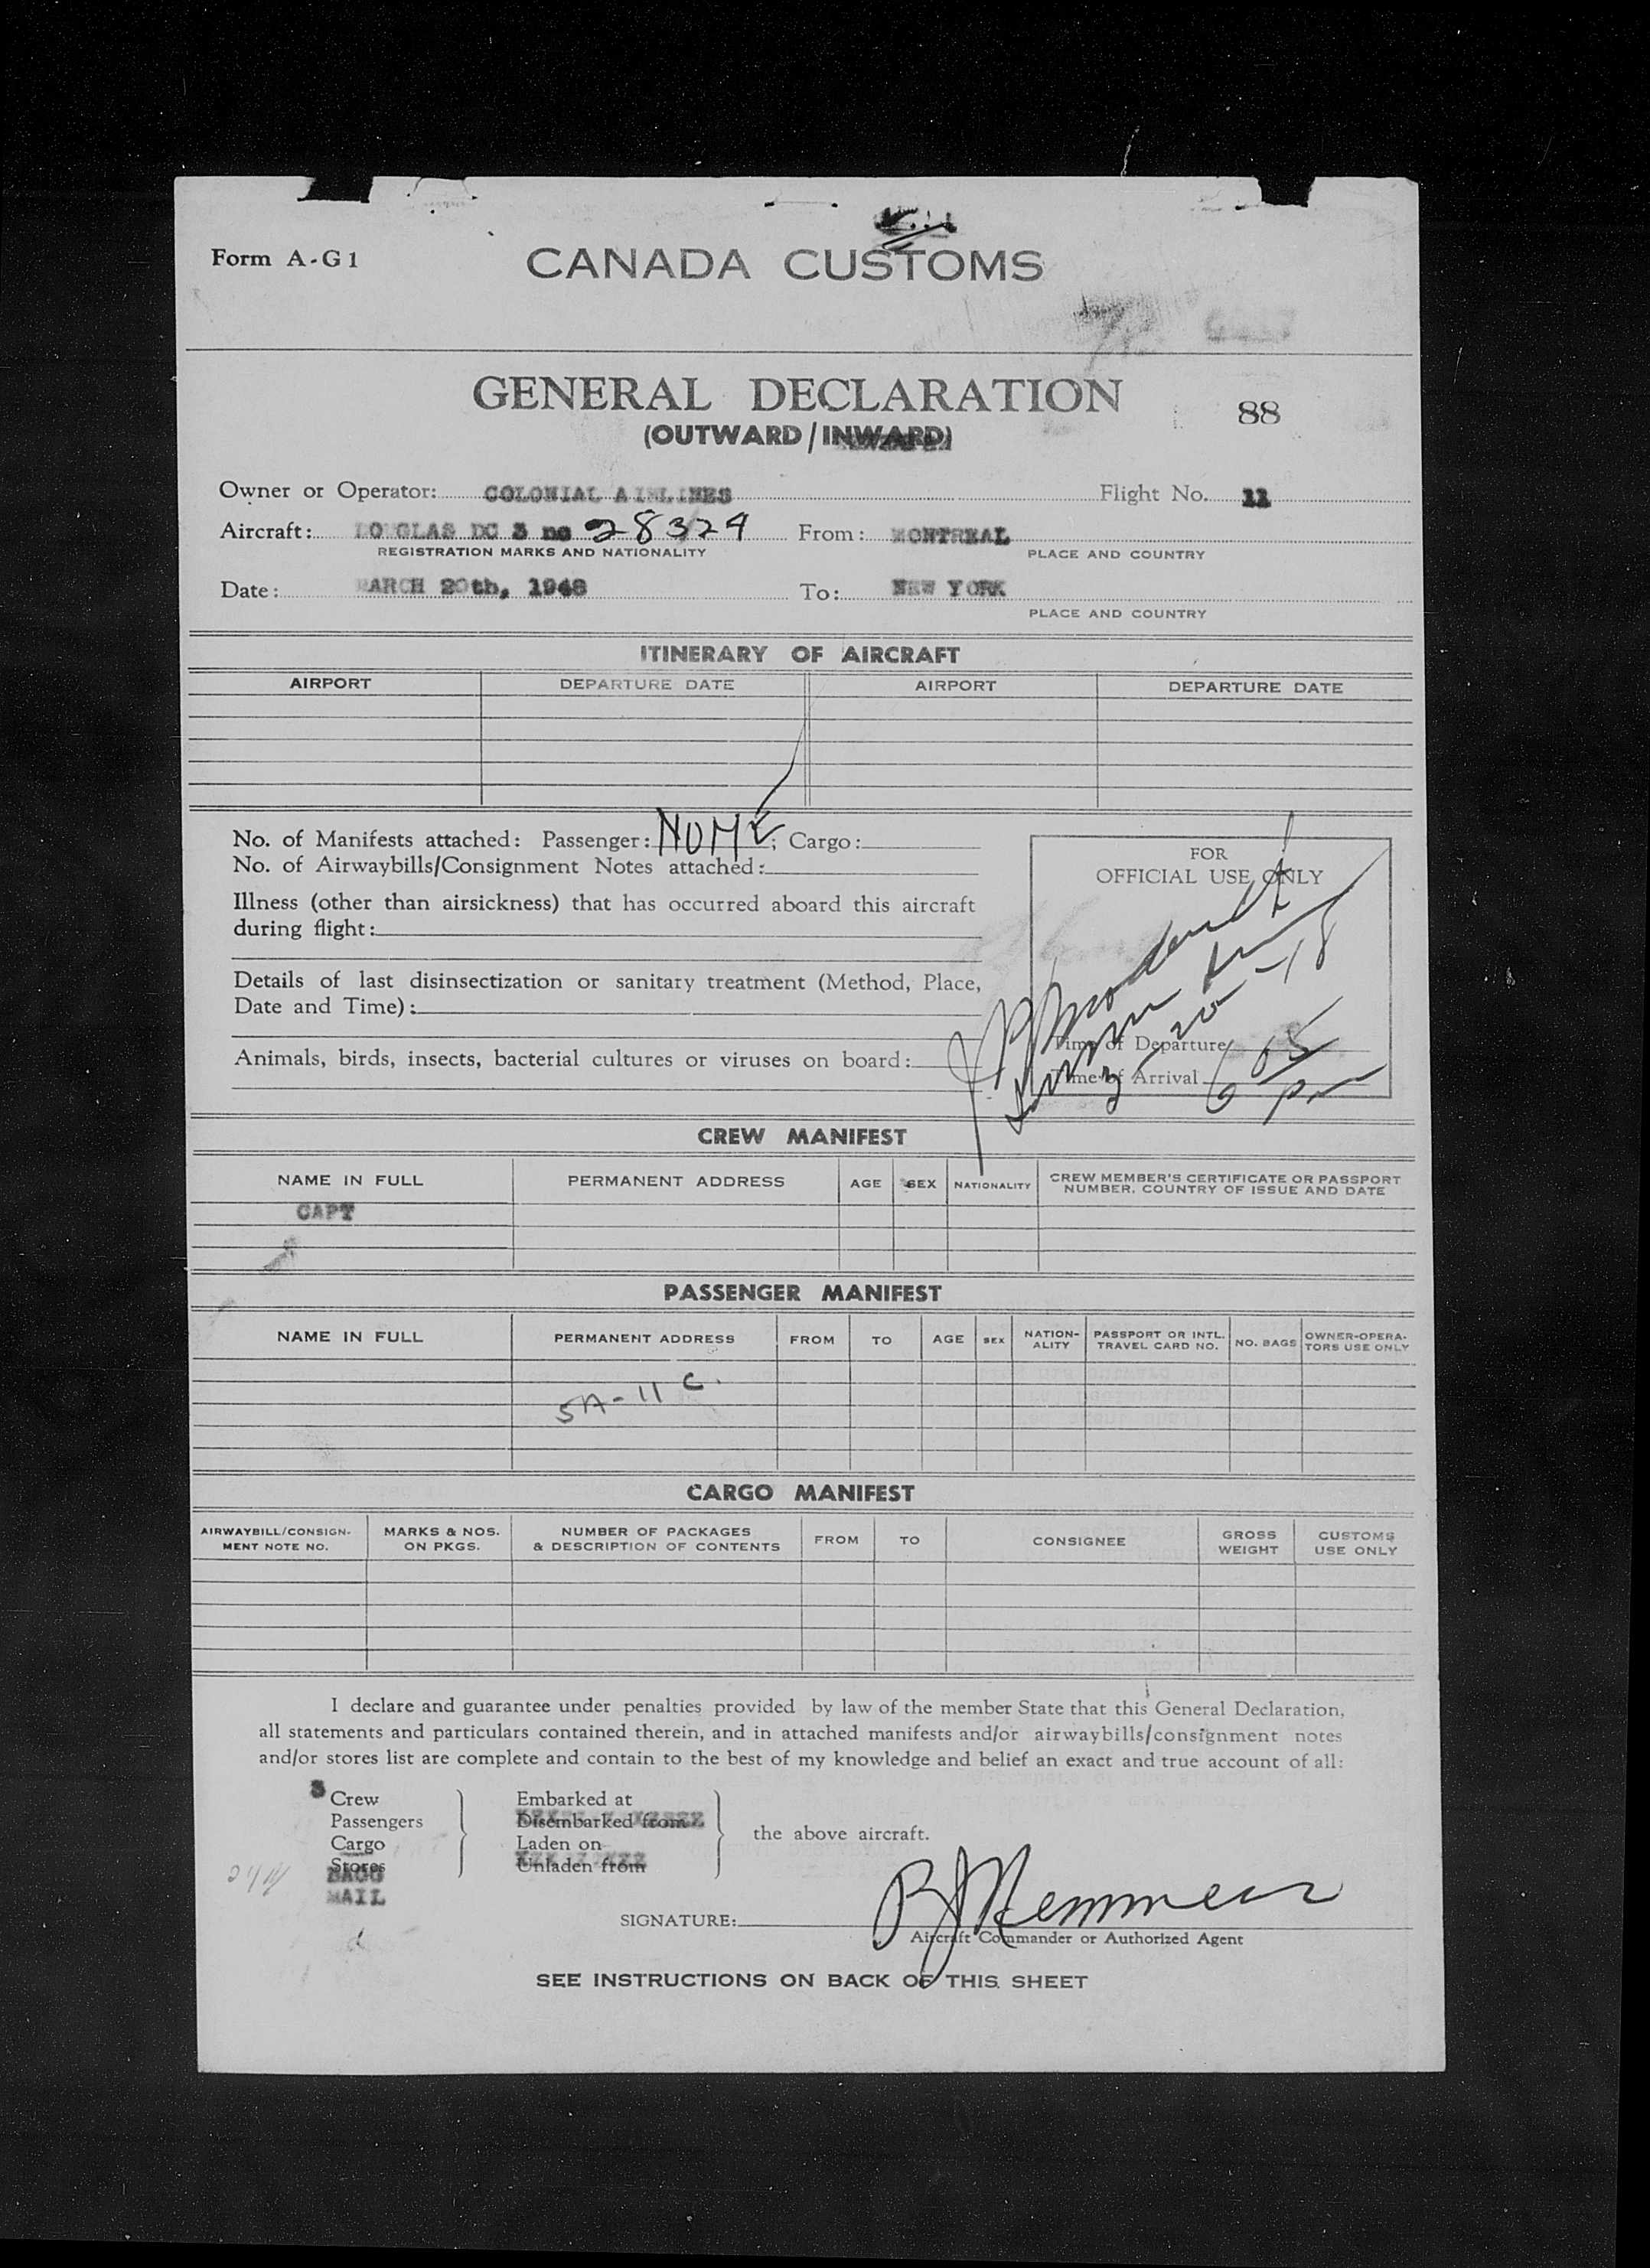 Form A-G1
CANADA CUSTOMS
GENERAL DECLARATION
88
(OUTWARD / INWARD)
Owner or Operator: COLONIAL AIRLINES Flight No. 11
Aircraft: DOUGLAS DC 3 nc 28324 From: MONTREAL
REGISTRATION MARKS AND NATIONALITY PLACE AND COUNTRY
Date: MARCH 20th, 1948 To: NEW YORK
PLACE AND COUNTRY
ITINERARY OF AIRCRAFT
AIRPORT DEPARTURE DATE AIRPORT DEPARTURE DATE
No. of Manifests attached: Passenger: NONE; Cargo:
No. of Airwaybills/Consignment Notes attached:
Illness (other than airsickness) that has occurred aboard this aircraft
during flight:
Details of last disinsectization or sanitary treatment (Method, Place,
Date and Time):
Animals, birds, insects, bacterial cultures or viruses on board:
FOR
OFFICIAL USE ONLY
3-20-48
Time of Departure
Time of Arrival 6 05 pm
CREW MANIFEST
NAME IN FULL PERMANENT ADDRESS AGE SEX NATIONALITY CREW MEMBER'S CERTIFICATE OR PASSPORT NUMBER, COUNTRY OF ISSUE AND DATE
CAPT
PASSENGER MANIFEST
NAME IN FULL PERMANENT ADDRESS FROM TO AGE SEX NATION-ALITY PASSPORT OR INTL. TRAVEL CARD NO. NO. BAGS OWNER-OPERA-TORS USE ONLY
5A-11 C.
CARGO MANIFEST
AIRWAYBILL/CONSIGN-MENT NOTE NO. MARKS & NOS. ON PKGS. NUMBER OF PACKAGES & DESCRIPTION OF CONTENTS FROM TO CONSIGNEE GROSS WEIGHT CUSTOMS USE ONLY
I declare and guarantee under penalties provided by law of the member State that this General Declaration,
all statements and particulars contained therein, and in attached manifests and/or airwaybills/consignment notes
and/or stores list are complete and contain to the best of my knowledge and belief an exact and true account of all:
3 Crew Embarked at
Passengers Disembarked from
Cargo Laden on the above aircraft.
Stores Unladen from
BAGG
MAIL
SIGNATURE:
Aircraft Commander or Authorized Agent
SEE INSTRUCTIONS ON BACK OF THIS SHEET